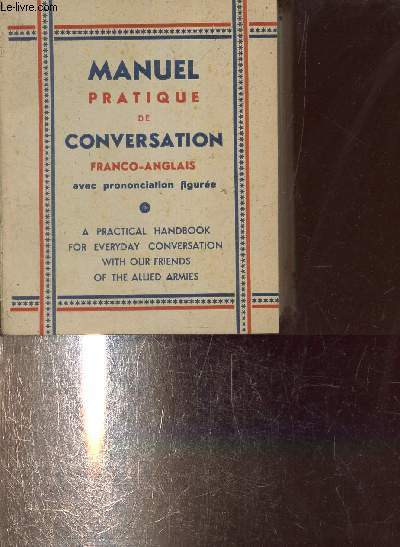 Le-livre.com
MANUEL
PRATIQUE
DE
CONVERSATION
FRANCO-ANGLAIS
avec prononciation figurée
A PRACTICAL HANDBOOK
FOR EVERYDAY CONVERSATION
WITH OUR FRIENDS
OF THE ALLIED ARMIES